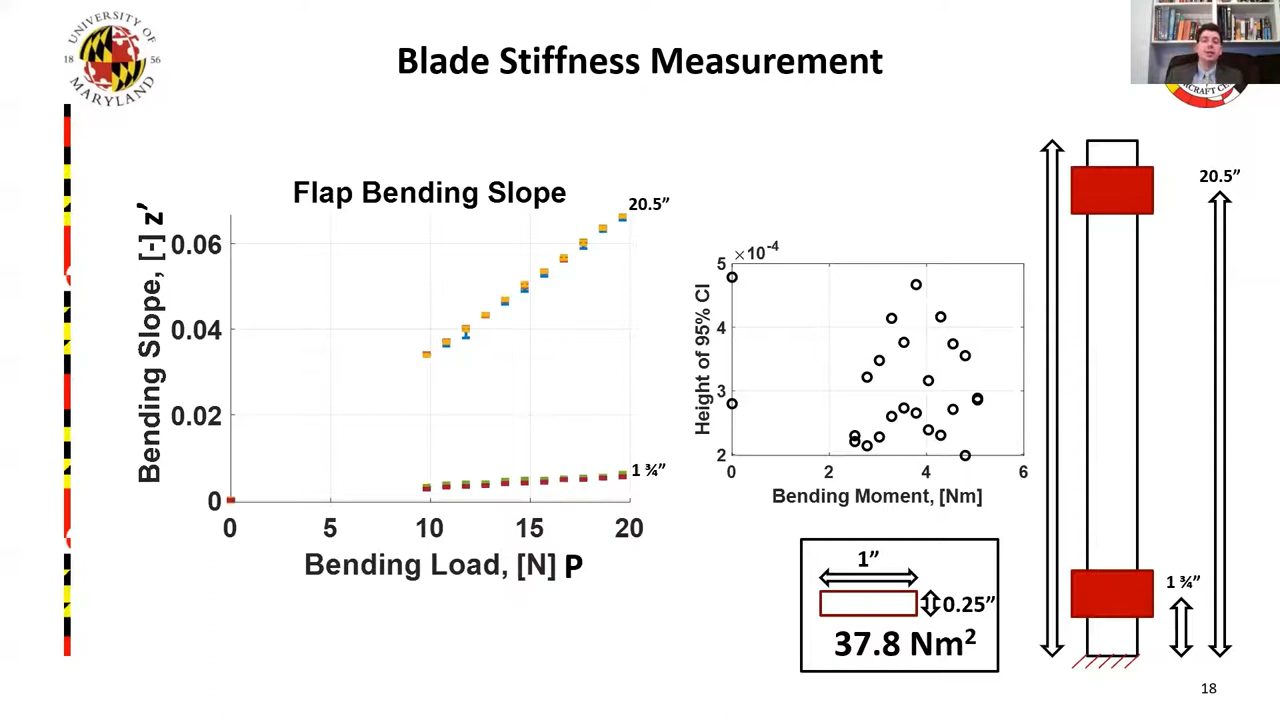 UNIVERSITY OF
18 56
MARYLAND
Blade Stiffness Measurement
Flap Bending Slope
20.5”
Bending Slope, [-] z’
0.06
0.04
0.02
0
1 ¾”
0 5 10 15 20
Bending Load, [N] P
×10⁻⁴
5
4
3
2
Height of 95% CI
0 2 4 6
Bending Moment, [Nm]
1”
0.25”
37.8 Nm²
20.5”
1 ¾”
18